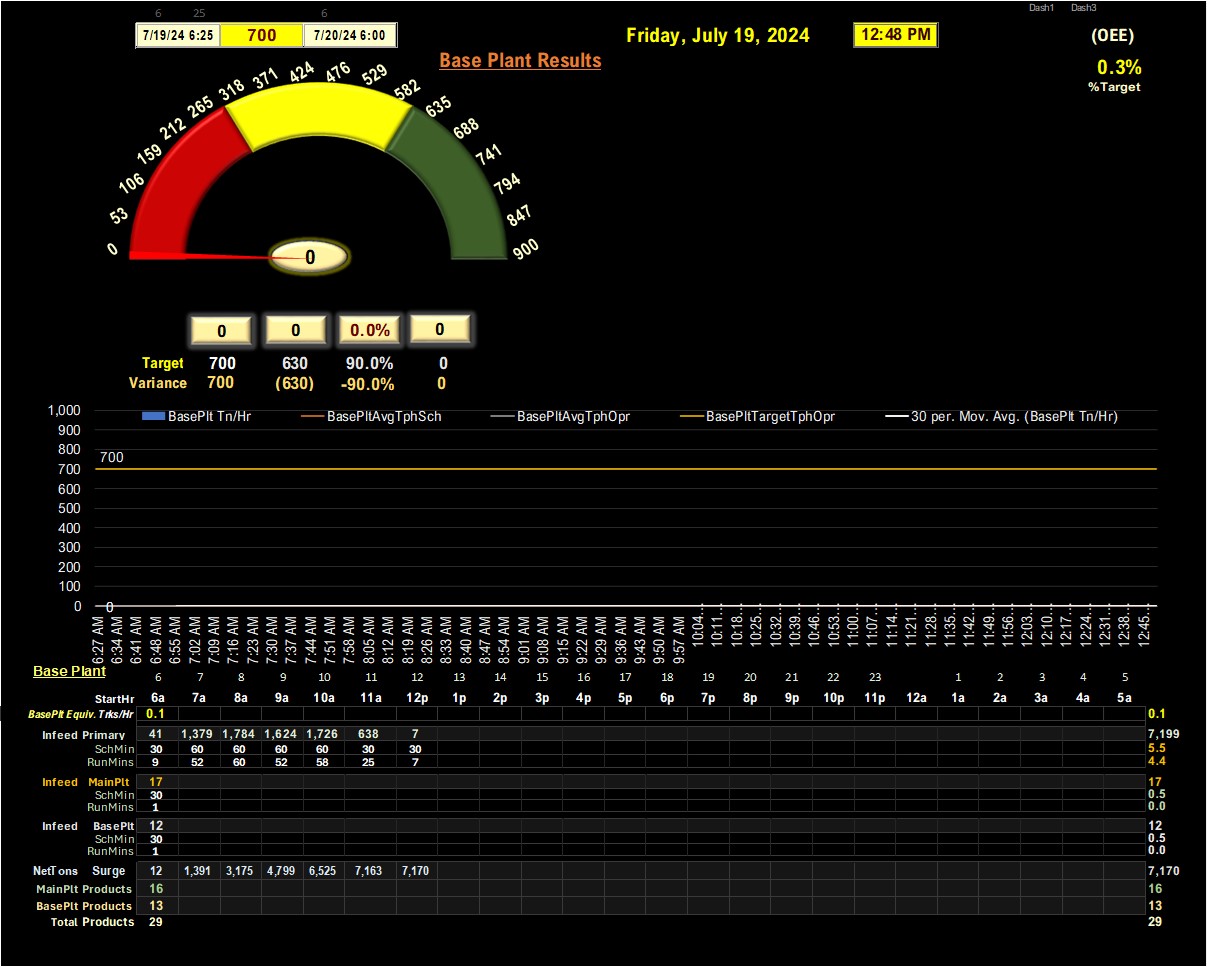 6 25 6 Dash1 Dash3
7/19/24 6:25 700 7/20/24 6:00 Friday, July 19, 2024 12:48 PM (OEE)
Base Plant Results 0.3%
%Target
0 53 106 159 212 265 318 371 424 476 529 582 635 688 741 794 847 900
0
0 0 0.0% 0
Target 700 630 90.0% 0
Variance 700 (630) -90.0% 0
BasePlt Tn/Hr BasePltAvgTphSch BasePltAvgTphOpr BasePltTargetTphOpr 30 per. Mov. Avg. (BasePlt Tn/Hr)
1,000
900
800
700 700
600
500
400
300
200
100
0 0
6:27 AM 6:34 AM 6:41 AM 6:48 AM 6:55 AM 7:02 AM 7:09 AM 7:16 AM 7:23 AM 7:30 AM 7:37 AM 7:44 AM 7:51 AM 7:58 AM 8:05 AM 8:12 AM 8:19 AM 8:26 AM 8:33 AM 8:40 AM 8:47 AM 8:54 AM 9:01 AM 9:08 AM 9:15 AM 9:22 AM 9:29 AM 9:36 AM 9:43 AM 9:50 AM 9:57 AM 10:04... 10:11... 10:18... 10:25... 10:32... 10:39... 10:46... 10:53... 11:00... 11:07... 11:14... 11:21... 11:28... 11:35... 11:42... 11:49... 11:56... 12:03... 12:10... 12:17... 12:24... 12:31... 12:38... 12:45...
Base Plant 6 7 8 9 10 11 12 13 14 15 16 17 18 19 20 21 22 23 1 2 3 4 5
StartHr 6a 7a 8a 9a 10a 11a 12p 1p 2p 3p 4p 5p 6p 7p 8p 9p 10p 11p 12a 1a 2a 3a 4a 5a
BasePlt Equiv. Trks/Hr 0.1 0.1
Infeed Primary 41 1,379 1,784 1,624 1,726 638 7 7,199
SchMin 30 60 60 60 60 30 30 5.5
RunMins 9 52 60 52 58 25 7 4.4
Infeed MainPlt 17 17
SchMin 30 0.5
RunMins 1 0.0
Infeed BasePlt 12 12
SchMin 30 0.5
RunMins 1 0.0
NetTons Surge 12 1,391 3,175 4,799 6,525 7,163 7,170 7,170
MainPlt Products 16 16
BasePlt Products 13 13
Total Products 29 29